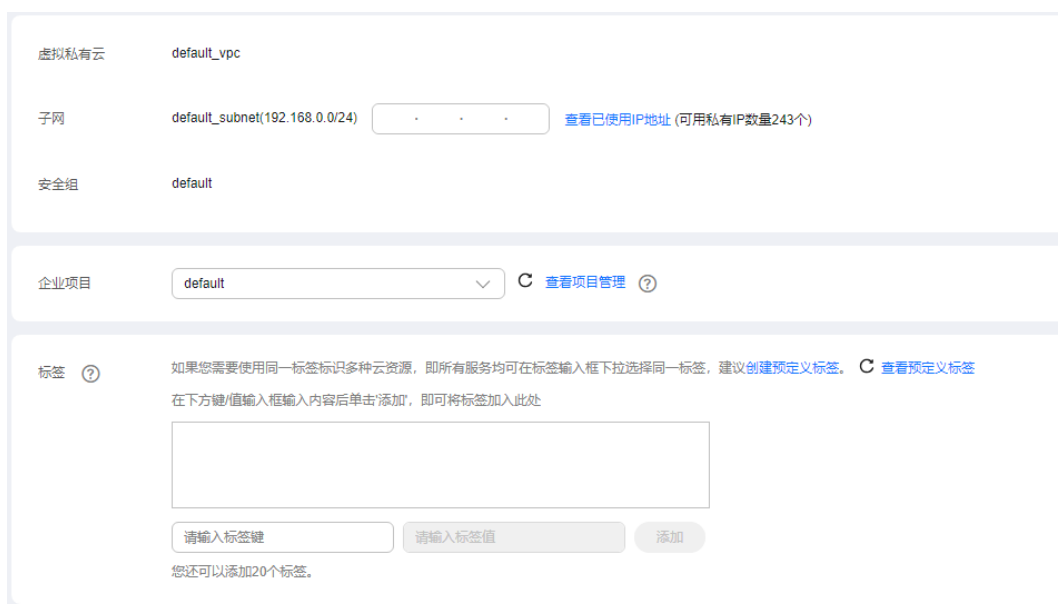 虚拟私有云 default_vpc
子网 default_subnet(192.168.0.0/24) . . . 查看已使用IP地址 (可用私有IP数量243个)
安全组 default
企业项目 default 查看项目管理 ?
标签 ? 如果您需要使用同一标签标识多种云资源，即所有服务均可在标签输入框下拉选择同一标签，建议创建预定义标签。 查看预定义标签
在下方键/值输入框输入内容后单击'添加'，即可将标签加入此处
请输入标签键 请输入标签值 添加
您还可以添加20个标签。